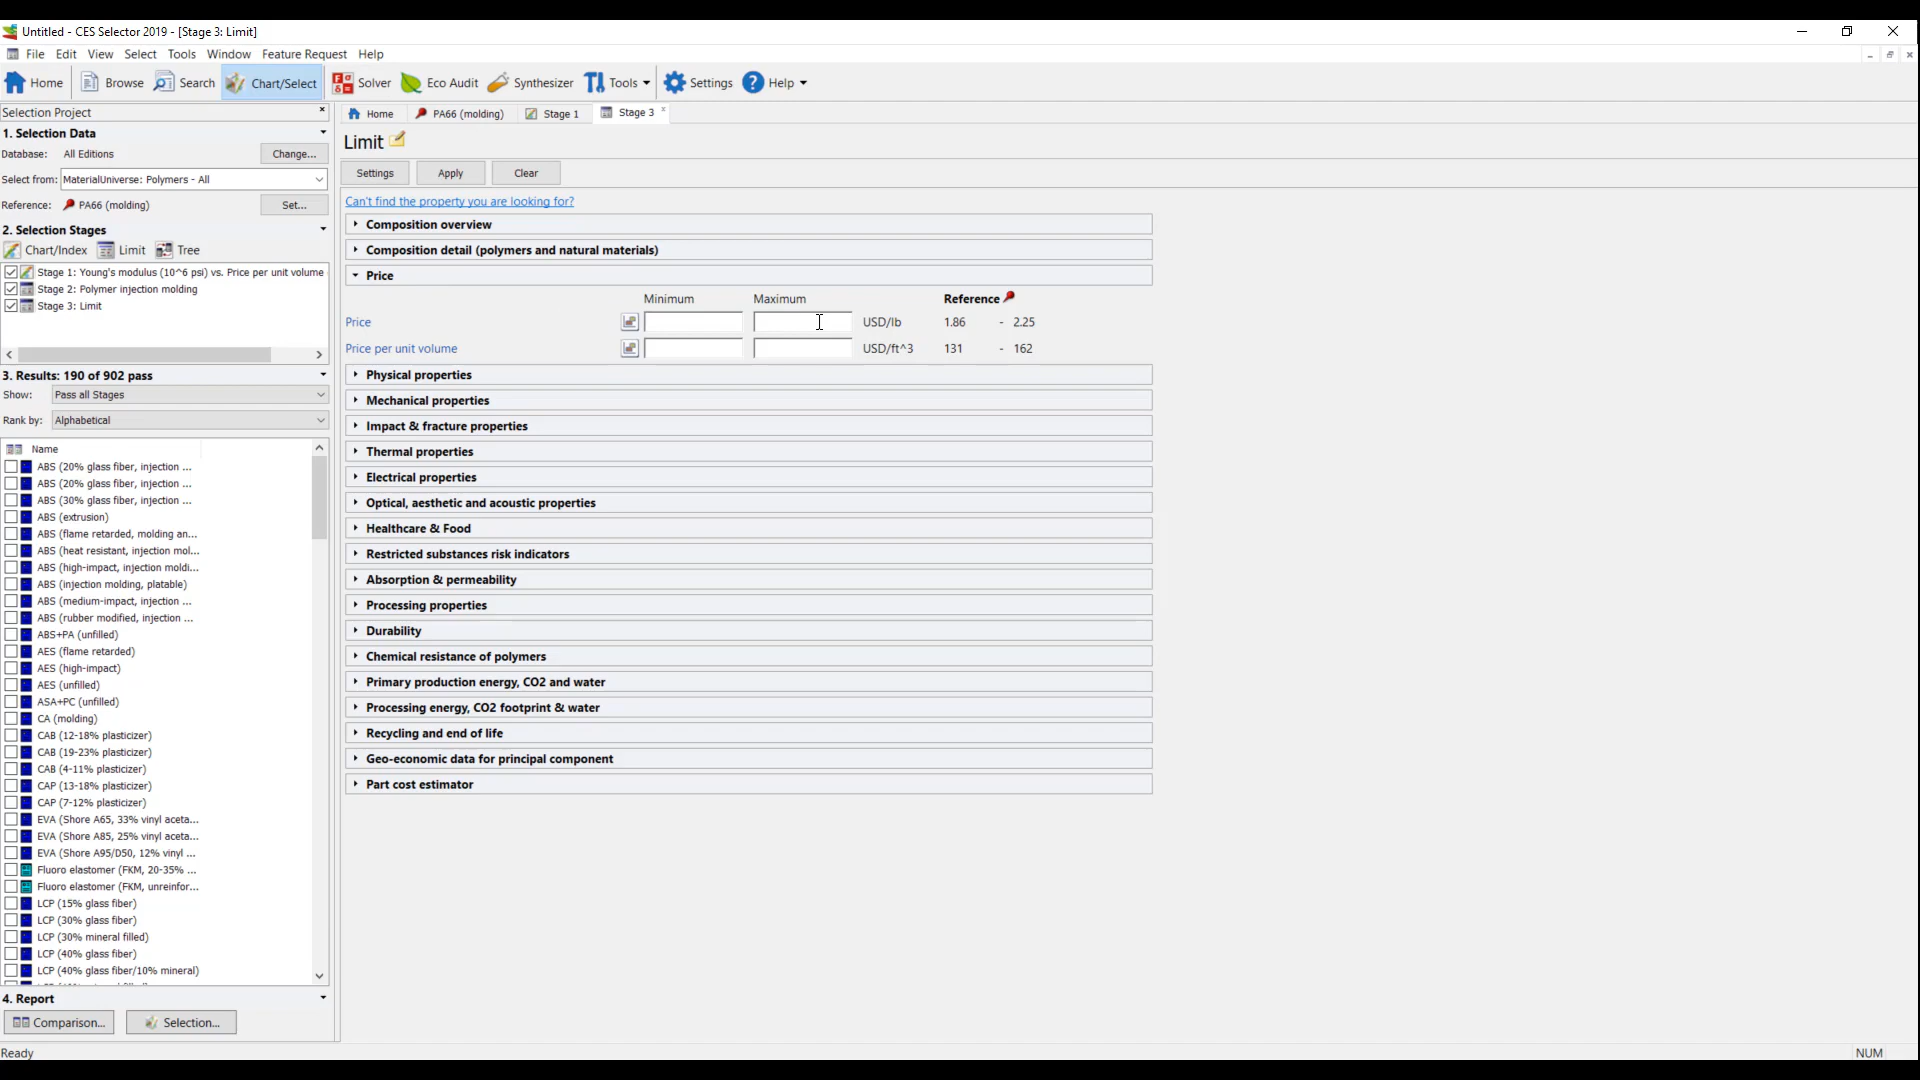 Untitled - CES Selector 2019 - [Stage 3: Limit]
File Edit View Select Tools Window Feature Request Help
Home Browse Search Chart/Select Solver Eco Audit Synthesizer Tools Settings Help
Selection Project
1. Selection Data
Database: All Editions Change...
Select from: MaterialUniverse: Polymers - All
Reference: PA66 (molding) Set...
2. Selection Stages
Chart/Index Limit Tree
Stage 1: Young's modulus (10^6 psi) vs. Price per unit volume
Stage 2: Polymer injection molding
Stage 3: Limit
3. Results: 190 of 902 pass
Show: Pass all Stages
Rank by: Alphabetical
Name
ABS (20% glass fiber, injection ...
ABS (20% glass fiber, injection ...
ABS (30% glass fiber, injection ...
ABS (extrusion)
ABS (flame retarded, molding an...
ABS (heat resistant, injection mol...
ABS (high-impact, injection moldi...
ABS (injection molding, platable)
ABS (medium-impact, injection ...
ABS (rubber modified, injection ...
ABS+PA (unfilled)
AES (flame retarded)
AES (high-impact)
AES (unfilled)
ASA+PC (unfilled)
CA (molding)
CAB (12-18% plasticizer)
CAB (19-23% plasticizer)
CAB (4-11% plasticizer)
CAP (13-18% plasticizer)
CAP (7-12% plasticizer)
EVA (Shore A65, 33% vinyl aceta...
EVA (Shore A85, 25% vinyl aceta...
EVA (Shore A95/D50, 12% vinyl ...
Fluoro elastomer (FKM, 20-35% ...
Fluoro elastomer (FKM, unreinfor...
LCP (15% glass fiber)
LCP (30% glass fiber)
LCP (30% mineral filled)
LCP (40% glass fiber)
LCP (40% glass fiber/10% mineral)
4. Report
Comparison... Selection...
Home PA66 (molding) Stage 1 Stage 3
Limit
Settings Apply Clear
Can't find the property you are looking for?
Composition overview
Composition detail (polymers and natural materials)
Price
Minimum Maximum Reference
Price USD/lb 1.86 - 2.25
Price per unit volume USD/ft^3 131 - 162
Physical properties
Mechanical properties
Impact & fracture properties
Thermal properties
Electrical properties
Optical, aesthetic and acoustic properties
Healthcare & Food
Restricted substances risk indicators
Absorption & permeability
Processing properties
Durability
Chemical resistance of polymers
Primary production energy, CO2 and water
Processing energy, CO2 footprint & water
Recycling and end of life
Geo-economic data for principal component
Part cost estimator
Ready NUM